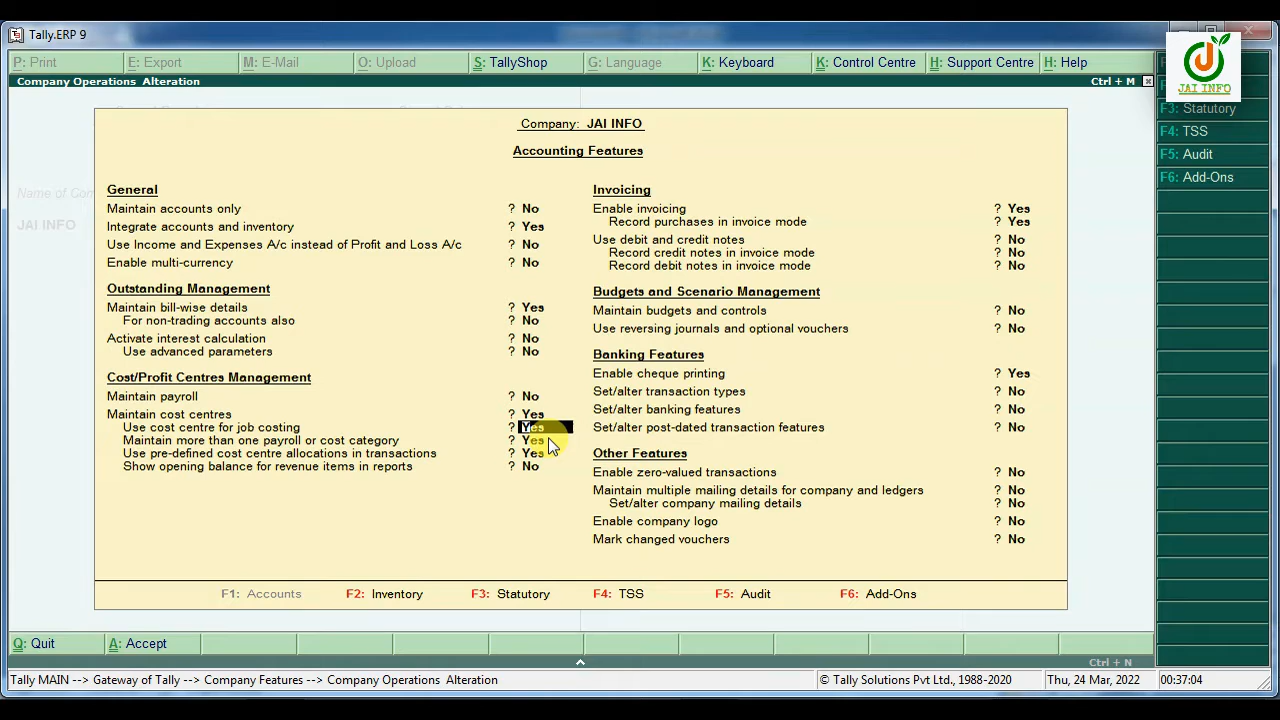 Tally.ERP 9
P: Print E: Export M: E-Mail O: Upload S: TallyShop G: Language K: Keyboard K: Control Centre H: Support Centre H: Help
JAI INFO
Company Operations Alteration Ctrl + M
F3: Statutory
F4: TSS
F5: Audit
F6: Add-Ons
Name of Com
JAI INFO
Company: JAI INFO
Accounting Features
General
Maintain accounts only ? No
Integrate accounts and inventory ? Yes
Use Income and Expenses A/c instead of Profit and Loss A/c ? No
Enable multi-currency ? No
Outstanding Management
Maintain bill-wise details ? Yes
For non-trading accounts also ? No
Activate interest calculation ? No
Use advanced parameters ? No
Cost/Profit Centres Management
Maintain payroll ? No
Maintain cost centres ? Yes
Use cost centre for job costing ? Yes
Maintain more than one payroll or cost category ? Yes
Use pre-defined cost centre allocations in transactions ? Yes
Show opening balance for revenue items in reports ? No
Invoicing
Enable invoicing ? Yes
Record purchases in invoice mode ? Yes
Use debit and credit notes ? No
Record credit notes in invoice mode ? No
Record debit notes in invoice mode ? No
Budgets and Scenario Management
Maintain budgets and controls ? No
Use reversing journals and optional vouchers ? No
Banking Features
Enable cheque printing ? Yes
Set/alter transaction types ? No
Set/alter banking features ? No
Set/alter post-dated transaction features ? No
Other Features
Enable zero-valued transactions ? No
Maintain multiple mailing details for company and ledgers ? No
Set/alter company mailing details ? No
Enable company logo ? No
Mark changed vouchers ? No
F1: Accounts F2: Inventory F3: Statutory F4: TSS F5: Audit F6: Add-Ons
Q: Quit A: Accept
Ctrl + N
Tally MAIN --> Gateway of Tally --> Company Features --> Company Operations Alteration © Tally Solutions Pvt Ltd., 1988-2020 Thu, 24 Mar, 2022 00:37:04